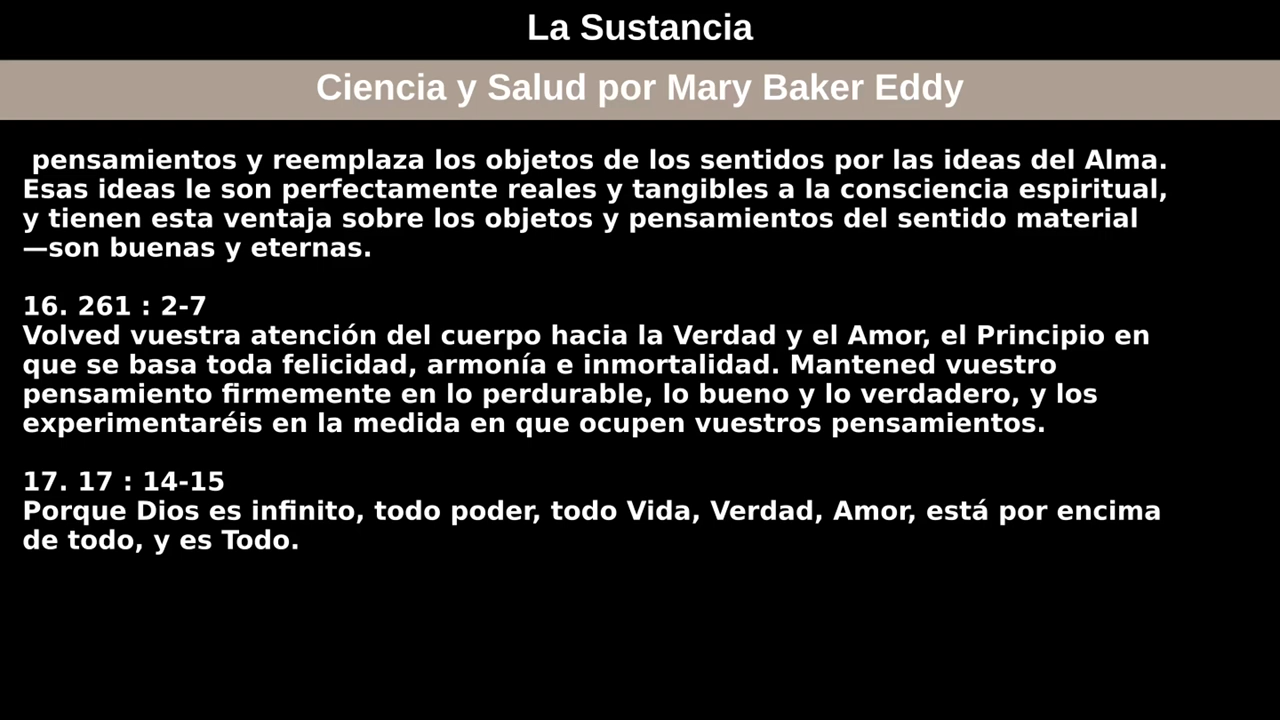 La Sustancia
Ciencia y Salud por Mary Baker Eddy
pensamientos y reemplaza los objetos de los sentidos por las ideas del Alma.
Esas ideas le son perfectamente reales y tangibles a la consciencia espiritual,
y tienen esta ventaja sobre los objetos y pensamientos del sentido material
—son buenas y eternas.
16. 261 : 2-7
Volved vuestra atención del cuerpo hacia la Verdad y el Amor, el Principio en
que se basa toda felicidad, armonía e inmortalidad. Mantened vuestro
pensamiento firmemente en lo perdurable, lo bueno y lo verdadero, y los
experimentaréis en la medida en que ocupen vuestros pensamientos.
17. 17 : 14-15
Porque Dios es infinito, todo poder, todo Vida, Verdad, Amor, está por encima
de todo, y es Todo.